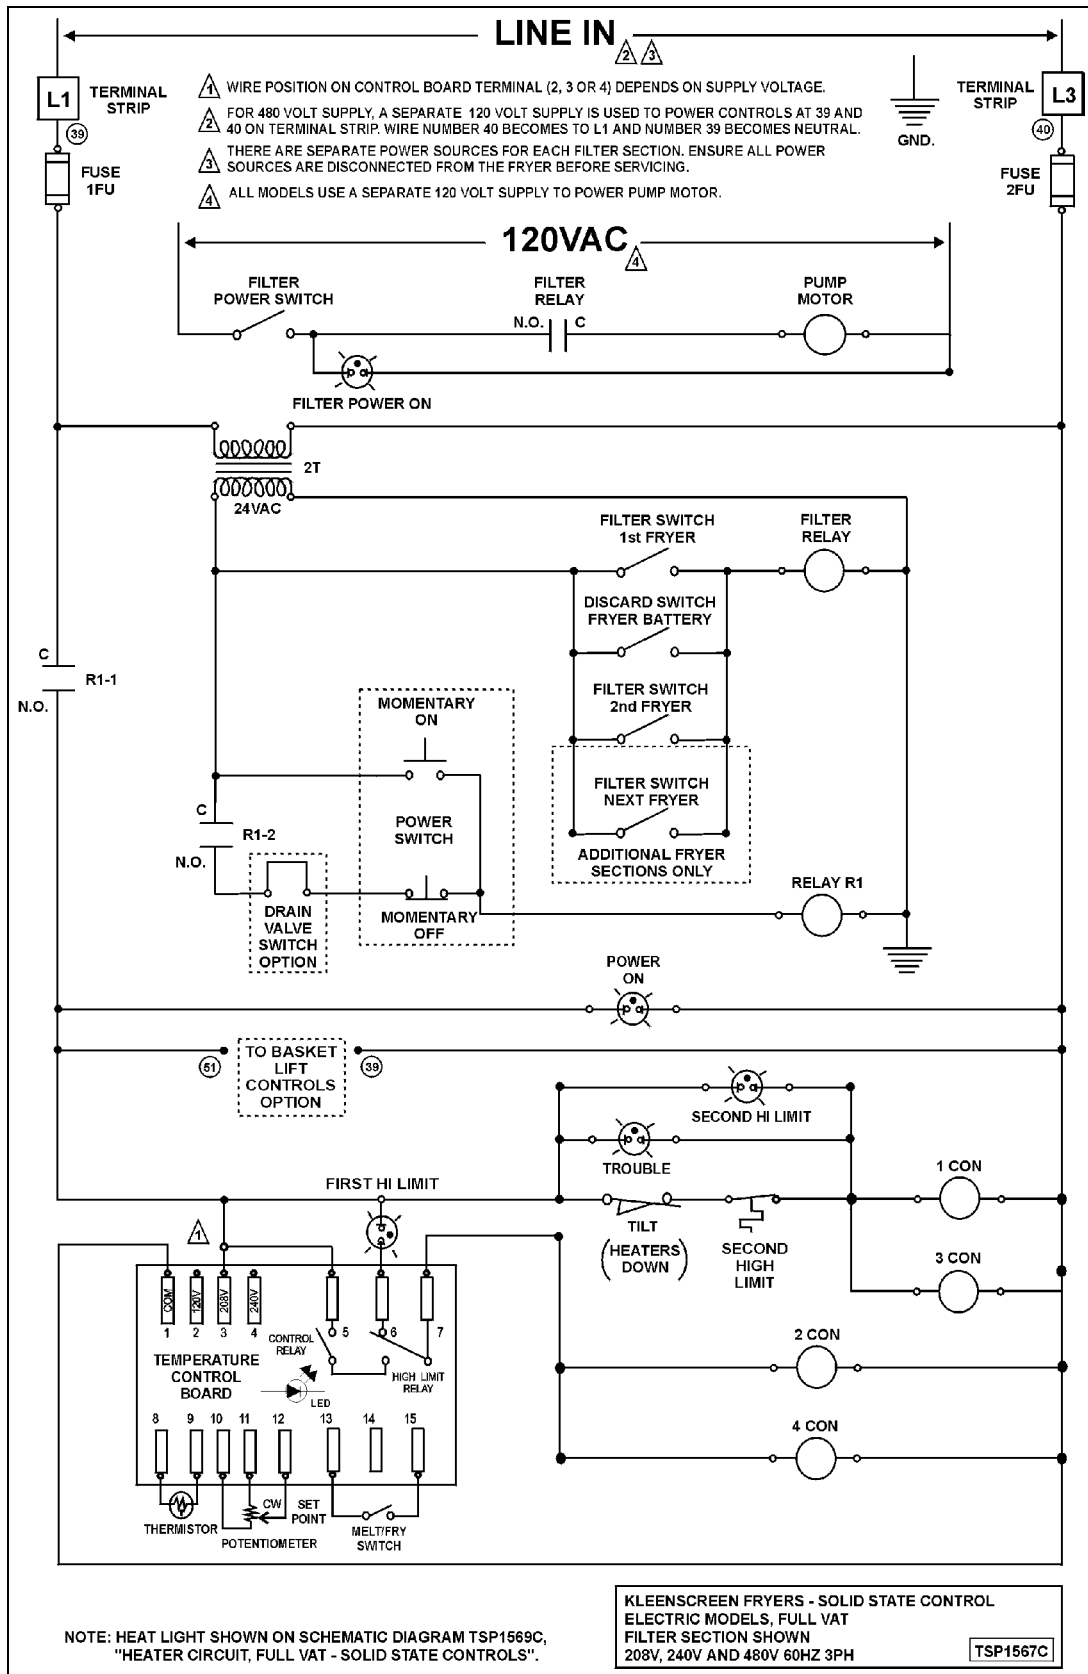 LINE IN
2 3
L1
TERMINAL
STRIP
39
FUSE
1FU
1 WIRE POSITION ON CONTROL BOARD TERMINAL (2, 3 OR 4) DEPENDS ON SUPPLY VOLTAGE.
2 FOR 480 VOLT SUPPLY, A SEPARATE 120 VOLT SUPPLY IS USED TO POWER CONTROLS AT 39 AND
40 ON TERMINAL STRIP. WIRE NUMBER 40 BECOMES TO L1 AND NUMBER 39 BECOMES NEUTRAL.
3 THERE ARE SEPARATE POWER SOURCES FOR EACH FILTER SECTION. ENSURE ALL POWER
SOURCES ARE DISCONNECTED FROM THE FRYER BEFORE SERVICING.
4 ALL MODELS USE A SEPARATE 120 VOLT SUPPLY TO POWER PUMP MOTOR.
GND.
TERMINAL
STRIP
L3
40
FUSE
2FU
120VAC
4
FILTER
POWER SWITCH
FILTER
RELAY
N.O. C
PUMP
MOTOR
FILTER POWER ON
2T
24VAC
FILTER SWITCH
1st FRYER
FILTER
RELAY
DISCARD SWITCH
FRYER BATTERY
FILTER SWITCH
2nd FRYER
FILTER SWITCH
NEXT FRYER
ADDITIONAL FRYER
SECTIONS ONLY
C
R1-1
N.O.
MOMENTARY
ON
POWER
SWITCH
MOMENTARY
OFF
C
R1-2
N.O.
DRAIN
VALVE
SWITCH
OPTION
RELAY R1
POWER
ON
51
TO BASKET
LIFT
CONTROLS
OPTION
39
SECOND HI LIMIT
TROUBLE
FIRST HI LIMIT
TILT
(HEATERS
DOWN)
SECOND
HIGH
LIMIT
1 CON
3 CON
2 CON
4 CON
1
COM 120V 208V 240V
1 2 3 4 5 6 7
CONTROL
RELAY
HIGH LIMIT
RELAY
TEMPERATURE
CONTROL
BOARD
LED
8 9 10 11 12 13 14 15
THERMISTOR
CW
SET
POINT
POTENTIOMETER
MELT/FRY
SWITCH
NOTE: HEAT LIGHT SHOWN ON SCHEMATIC DIAGRAM TSP1569C,
"HEATER CIRCUIT, FULL VAT - SOLID STATE CONTROLS".
KLEENSCREEN FRYERS - SOLID STATE CONTROL
ELECTRIC MODELS, FULL VAT
FILTER SECTION SHOWN
208V, 240V AND 480V 60HZ 3PH
TSP1567C